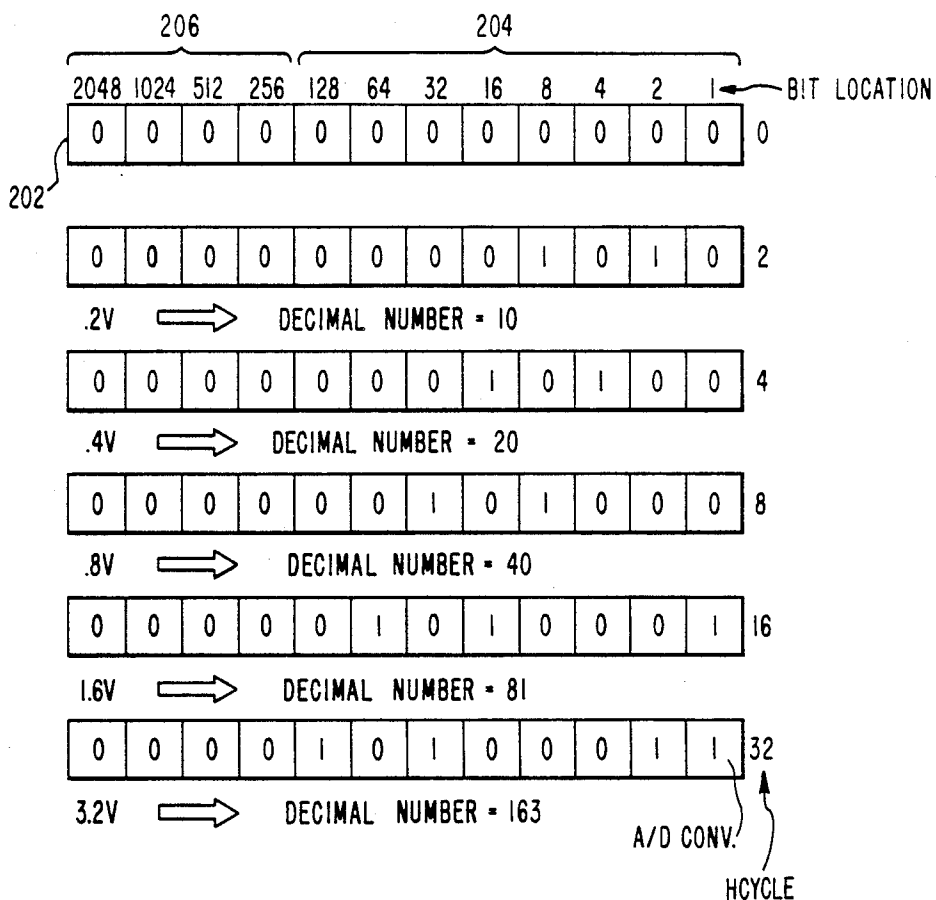 206 204
2048 1024 512 256 128 64 32 16 8 4 2 1 BIT LOCATION
0 0 0 0 0 0 0 0 0 0 0 0 0
202
0 0 0 0 0 0 0 0 1 0 1 0 2
.2V DECIMAL NUMBER = 10
0 0 0 0 0 0 0 1 0 1 0 0 4
.4V DECIMAL NUMBER = 20
0 0 0 0 0 0 1 0 1 0 0 0 8
.8V DECIMAL NUMBER = 40
0 0 0 0 0 1 0 1 0 0 0 1 16
1.6V DECIMAL NUMBER = 81
0 0 0 0 1 0 1 0 0 0 1 1 32
3.2V DECIMAL NUMBER = 163
A/D CONV.
HCYCLE